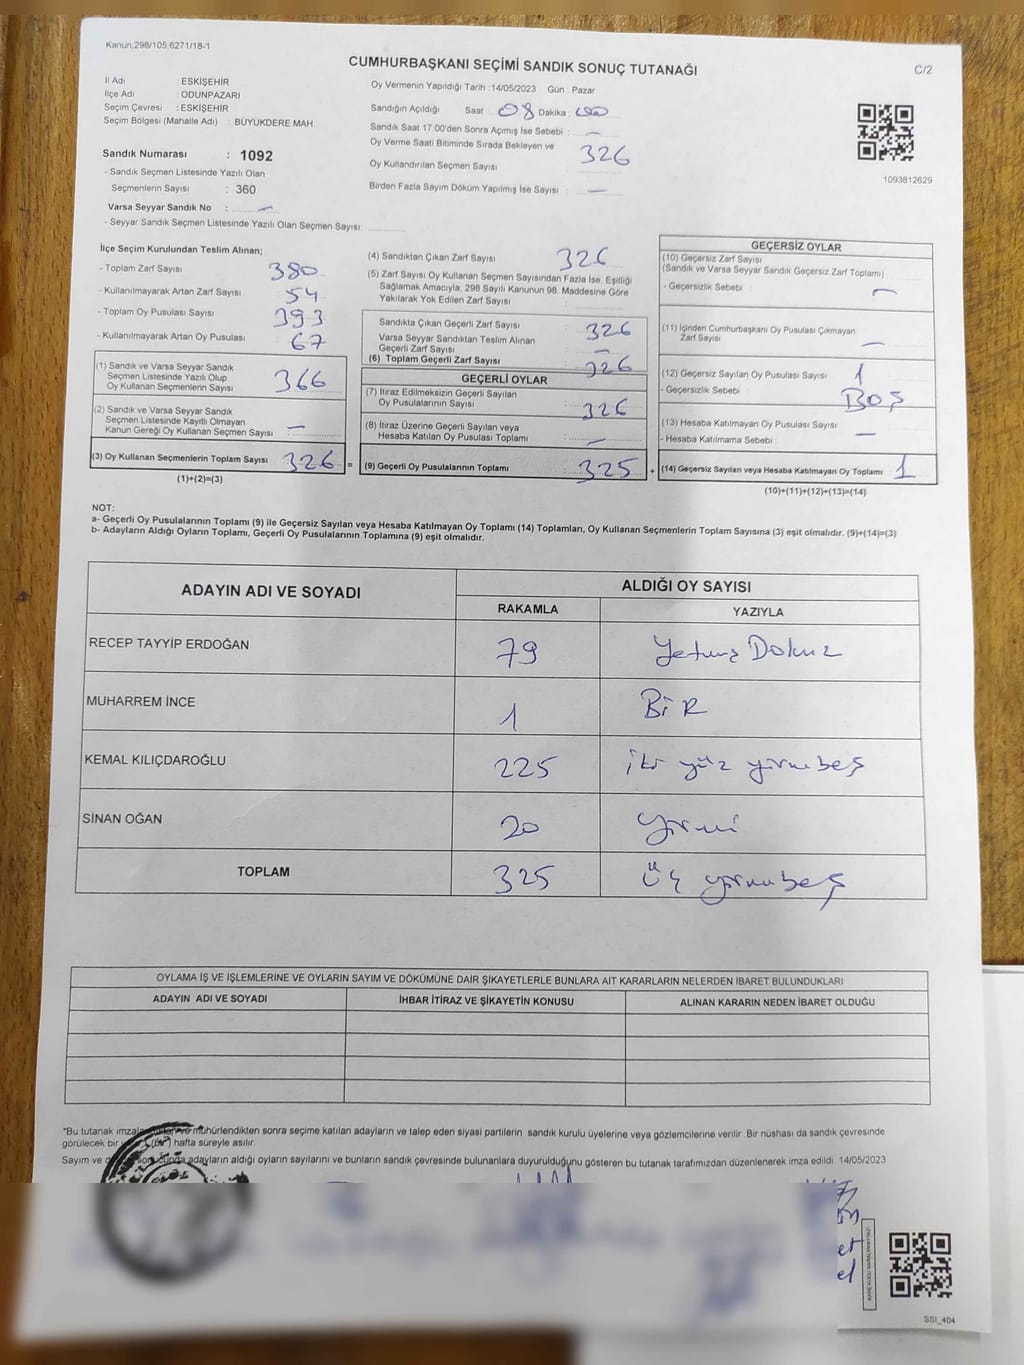 Kanun:298/105;6271/18-1
CUMHURBAŞKANI SEÇİMİ SANDIK SONUÇ TUTANAĞI
C/2
İl Adı : ESKİŞEHİR
İlçe Adı : ODUNPAZARI
Seçim Çevresi : ESKİŞEHİR
Seçim Bölgesi (Mahalle Adı) : BÜYÜKDERE MAH.
Sandık Numarası : 1092
- Sandık Seçmen Listesinde Yazılı Olan
Seçmenlerin Sayısı : 360
Varsa Seyyar Sandık No : –
- Seyyar Sandık Seçmen Listesinde Yazılı Olan Seçmen Sayısı:
Oy Vermenin Yapıldığı Tarih :14/05/2023 Gün : Pazar
Sandığın Açıldığı Saat 08 Dakika : 00
Sandık Saat 17.00'den Sonra Açımış İse Sebebi : –
Oy Verme Saati Bitiminde Sırada Bekleyen ve
Oy Kullandırılan Seçmen Sayısı : 326
Birden Fazla Sayım Döküm Yapılmış İse Sayısı : –
1093812629
İlçe Seçim Kurulundan Teslim Alınan;
- Toplam Zarf Sayısı : 380
- Kullanılmayarak Artan Zarf Sayısı : 54
- Toplam Oy Pusulası Sayısı : 393
- Kullanılmayarak Artan Oy Pusulası : 67
(1) Sandık ve Varsa Seyyar Sandık
Seçmen Listesinde Yazılı Olup
Oy Kullanan Seçmenlerin Sayısı : 366
(2) Sandık ve Varsa Seyyar Sandık
Seçmen Listesinde Kayıtlı Olmayan
Kanun Gereği Oy Kullanan Seçmen Sayısı : –
(3) Oy Kullanan Seçmenlerin Toplam Sayısı : 326 =
(1)+(2)=(3)
(4) Sandıktan Çıkan Zarf Sayısı : 326
(5) Zarf Sayısı Oy Kullanan Seçmen Sayısından Fazla İse, Eşitliği
Sağlamak Amacıyla; 298 Sayılı Kanunun 98. Maddesine Göre
Yakılarak Yok Edilen Zarf Sayısı :
Sandıkta Çıkan Geçerli Zarf Sayısı : 326
Varsa Seyyar Sandıktan Teslim Alınan
Geçerli Zarf Sayısı : –
(6) Toplam Geçerli Zarf Sayısı : 326
GEÇERLİ OYLAR
(7) İtiraz Edilmeksizin Geçerli Sayılan
Oy Pusulalarının Sayısı : 326
(8) İtiraz Üzerine Geçerli Sayılan veya
Hesaba Katılan Oy Pusulası Toplamı : –
(9) Geçerli Oy Pusulalarının Toplamı : 325 +
GEÇERSİZ OYLAR
(10) Geçersiz Zarf Sayısı
(Sandık ve Varsa Seyyar Sandık Geçersiz Zarf Toplamı)
- Geçersizlik Sebebi : –
(11) İçinden Cumhurbaşkanı Oy Pusulası Çıkmayan
Zarf Sayısı : –
(12) Geçersiz Sayılan Oy Pusulası Sayısı : 1
- Geçersizlik Sebebi : BOŞ
(13) Hesaba Katılmayan Oy Pusulası Sayısı : –
- Hesaba Katılmama Sebebi :
(14) Geçersiz Sayılan veya Hesaba Katılmayan Oy Toplamı : 1
(10)+(11)+(12)+(13)=(14)
NOT:
a- Geçerli Oy Pusulalarının Toplamı (9) ile Geçersiz Sayılan veya Hesaba Katılmayan Oy Toplamı (14) Toplamları, Oy Kullanan Seçmenlerin Toplam Sayısına (3) eşit olmalıdır. (9)+(14)=(3)
b- Adayların Aldığı Oyların Toplamı, Geçerli Oy Pusulalarının Toplamına (9) eşit olmalıdır.
ADAYIN ADI VE SOYADI ALDIĞI OY SAYISI
RAKAMLA YAZIYLA
RECEP TAYYİP ERDOĞAN 79 Yetmiş Dokuz
MUHARREM İNCE 1 BİR
KEMAL KILIÇDAROĞLU 225 iki yüz yirmi beş
SİNAN OĞAN 20 yirmi
TOPLAM 325 Üç yirmi beş
OYLAMA İŞ VE İŞLEMLERİNE VE OYLARIN SAYIM VE DÖKÜMÜNE DAİR ŞİKAYETLERLE BUNLARA AİT KARARLARIN NELERDEN İBARET BULUNDUKLARI
ADAYIN ADI VE SOYADI İHBAR İTİRAZ VE ŞİKAYETİN KONUSU ALINAN KARARIN NEDEN İBARET OLDUĞU
*Bu tutanak mühürlendikten sonra seçime katılan adayların ve talep eden siyasi partilerin sandık kurulu üyelerine veya gözlemcilerine verilir. Bir nüshası da sandık çevresinde
görülecek bir (bir) hafta süreyle asılır.
Sayım ve adayların aldığı oyların sayılarını ve bunların sandık çevresinde bulunanlara duyurulduğunu gösteren bu tutanak tarafımızdan düzenlenerek imza edildi. 14/05/2023
SSI_404